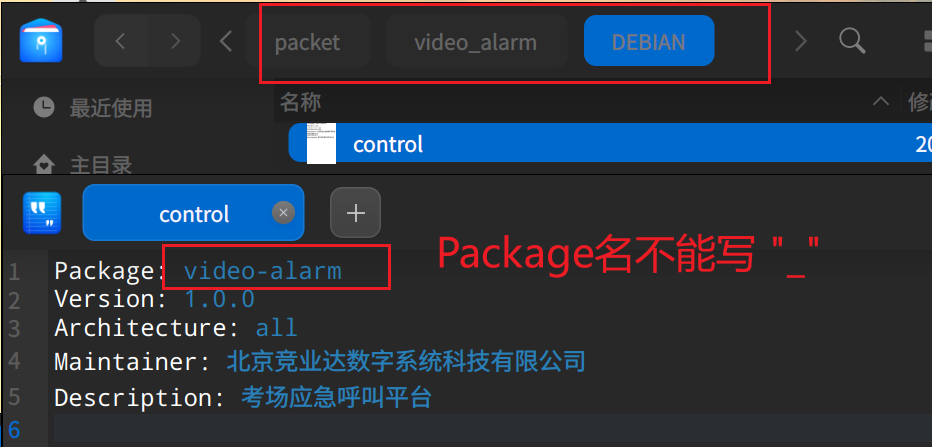 packet video_alarm DEBIAN
最近使用
名称
control
20
主目录
control
Package名不能写 "_"
1 Package: video-alarm
2 Version: 1.0.0
3 Architecture: all
4 Maintainer: 北京竞业达数字系统科技有限公司
5 Description: 考场应急呼叫平台
6